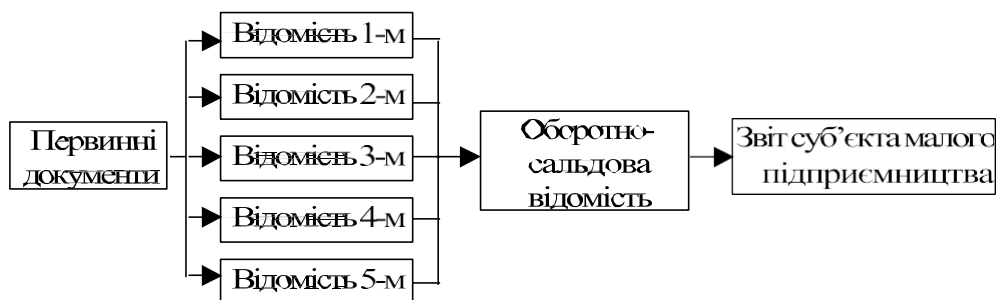 Первинні
документи
Відомість 1-м
Відомість 2-м
Відомість 3-м
Відомість 4-м
Відомість 5-м
Оборотно-
сальдова
відомість
Звіт суб’єкта малого
підприємництва